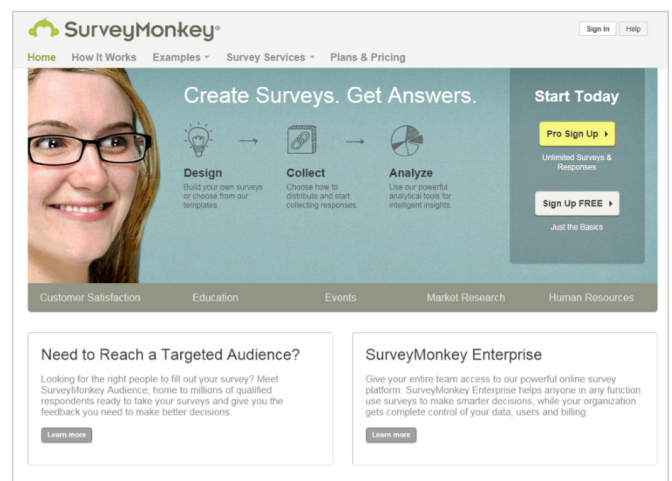 SurveyMonkey®
Sign In
Help
Home How It Works Examples Survey Services Plans & Pricing
Create Surveys. Get Answers.
Design
Build your own surveys
or choose from our
templates.
Collect
Choose how to
distribute and start
collecting responses.
Analyze
Use our powerful
analytical tools for
intelligent insights.
Start Today
Pro Sign Up
Unlimited Surveys &
Responses
Sign Up FREE
Just the Basics
Customer Satisfaction Education Events Market Research Human Resources
Need to Reach a Targeted Audience?
Looking for the right people to fill out your survey? Meet
SurveyMonkey Audience, home to millions of qualified
respondents ready to take your surveys and give you the
feedback you need to make better decisions.
Learn more
SurveyMonkey Enterprise
Give your entire team access to our powerful online survey
platform. SurveyMonkey Enterprise helps anyone in any function
use surveys to make smarter decisions, while your organization
gets complete control of your data, users and billing.
Learn more